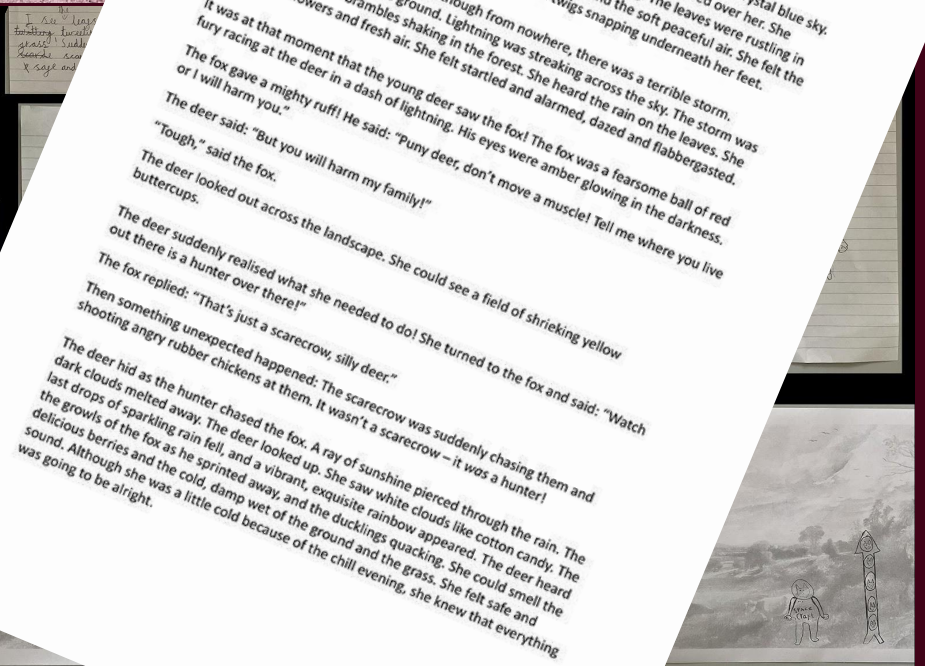 I see
grass,
& safe and
blue sky.
over her. She
The leaves were rustling in
the soft peaceful air. She felt the
twigs snapping underneath her feet.
from nowhere, there was a terrible storm.
ground. Lightning was streaking across the sky. The storm was
brambles shaking in the forest. She heard the rain on the leaves. She
and fresh air. She felt startled and alarmed, dazed and flabbergasted.
It was at that moment that the young deer saw the fox! The fox was a fearsome ball of red
fury racing at the deer in a dash of lightning. His eyes were amber glowing in the darkness.
The fox gave a mighty ruff! He said: “Puny deer, don’t move a muscle! Tell me where you live
or I will harm you.”
The deer said: “But you will harm my family!”
“Tough,” said the fox.
The deer looked out across the landscape. She could see a field of shrieking yellow
buttercups.
The deer suddenly realised what she needed to do! She turned to the fox and said: “Watch
out there is a hunter over there!”
The fox replied: “That’s just a scarecrow, silly deer.”
Then something unexpected happened: The scarecrow was suddenly chasing them and
shooting angry rubber chickens at them. It wasn’t a scarecrow – it was a hunter!
The deer hid as the hunter chased the fox. A ray of sunshine pierced through the rain. The
dark clouds melted away. The deer looked up. She saw white clouds like cotton candy. The
last drops of sparkling rain fell, and a vibrant, exquisite rainbow appeared. The deer heard
the growls of the fox as he sprinted away, and the ducklings quacking. She could smell the
delicious berries and the cold, damp wet of the ground and the grass. She felt safe and
sound. Although she was a little cold because of the chill evening, she knew that everything
was going to be alright.